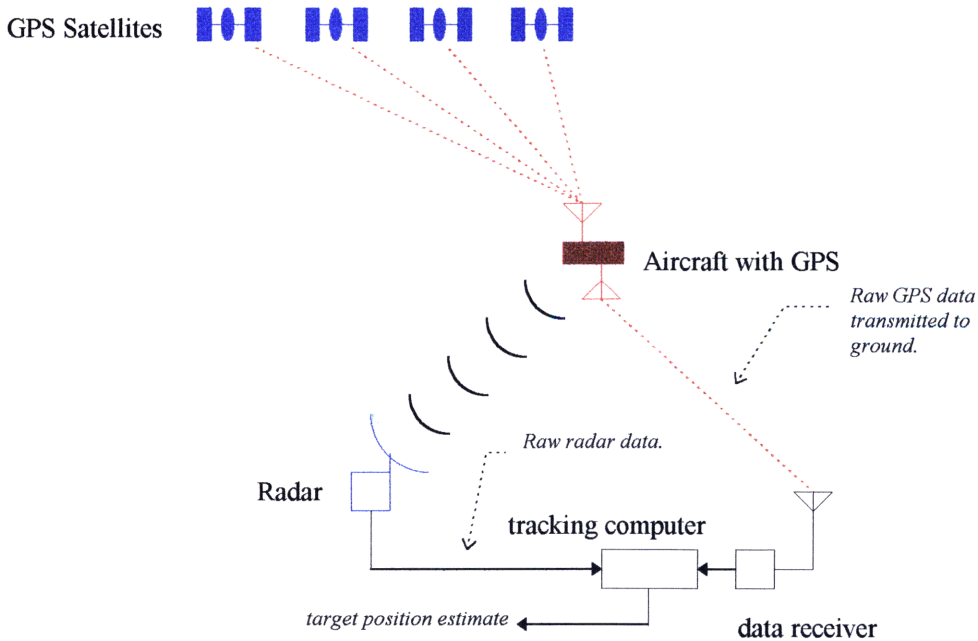 GPS Satellites
Aircraft with GPS
Raw GPS data
transmitted to
ground.
Raw radar data.
Radar
tracking computer
target position estimate
data receiver